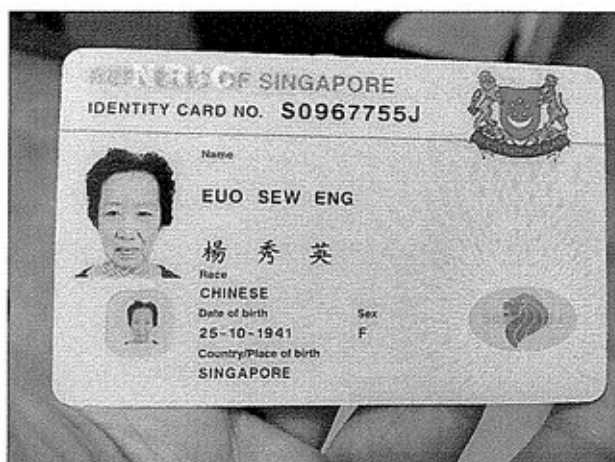 OF SINGAPORE
IDENTITY CARD NO. S0967755J
Name
EUO SEW ENG
楊 秀 英
Race
CHINESE
Date of birth Sex
25-10-1941 F
Country/Place of birth
SINGAPORE